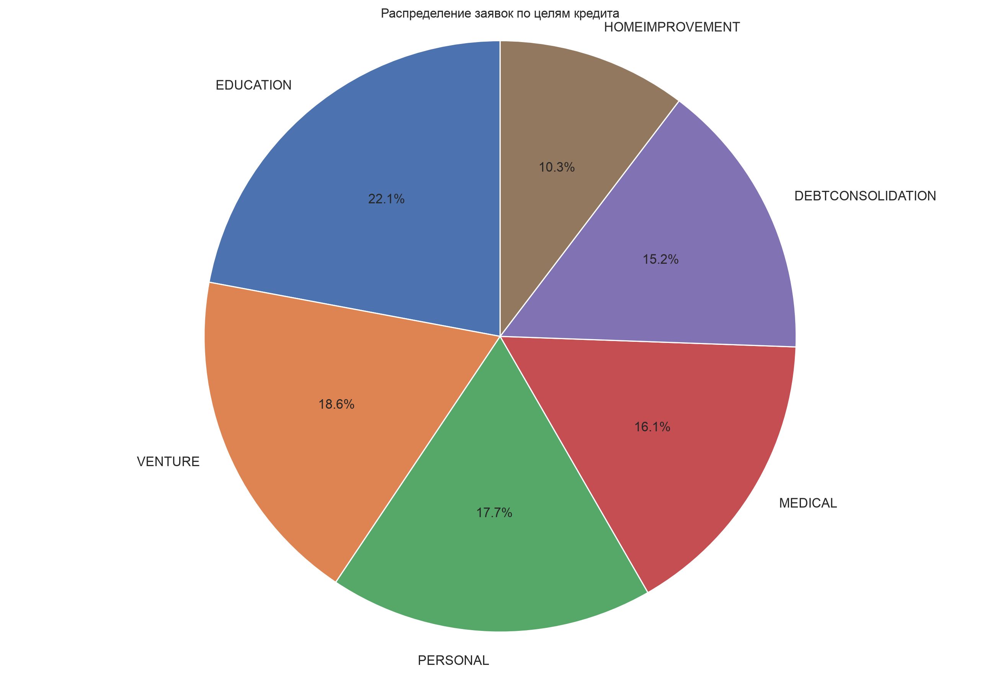 Распределение заявок по целям кредита
HOMEIMPROVEMENT
EDUCATION
10.3%
22.1%
DEBTCONSOLIDATION
15.2%
18.6%
16.1%
VENTURE
MEDICAL
17.7%
PERSONAL